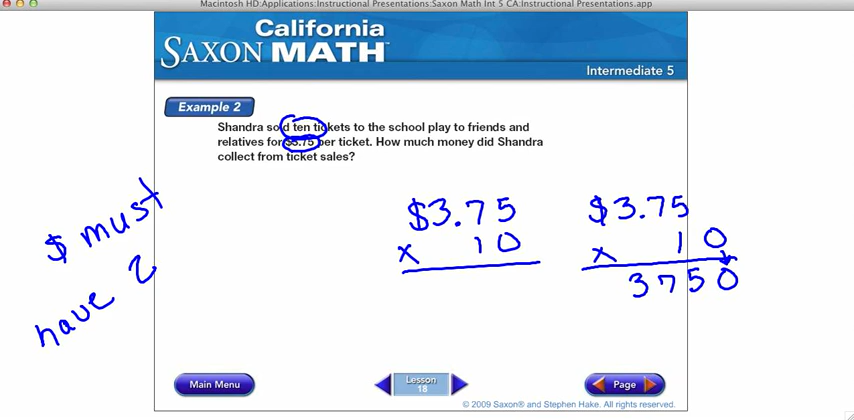 Macintosh HD:Applications:Instructional Presentations:Saxon Math Int 5 CA:Instructional Presentations.app
California
SAXON MATH
Intermediate 5
Example 2
Shandra sold ten tickets to the school play to friends and
relatives for $3.75 per ticket. How much money did Shandra
collect from ticket sales?
$ must
have 2
$3.75
x 10
$3.75
x 10
3750
Main Menu
Lesson
18
Page
© 2009 Saxon® and Stephen Hake. All rights reserved.